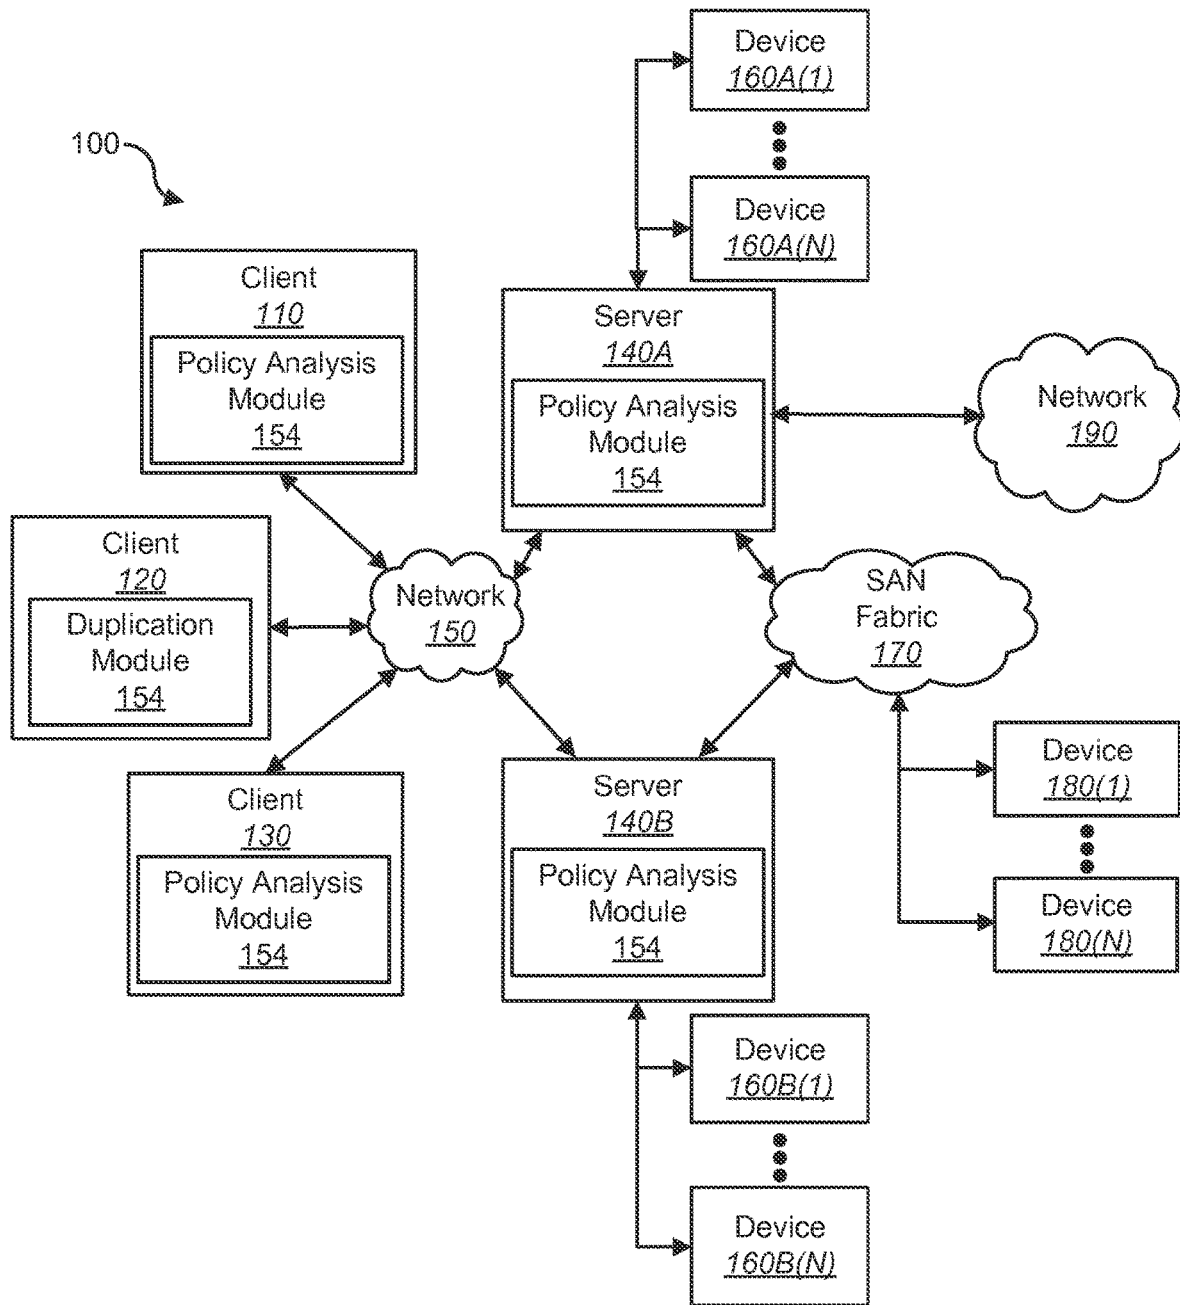 Device
160A(1)
100
Device
160A(N)
Client
110
Policy Analysis
Module
154
Server
140A
Policy Analysis
Module
154
Network
190
Client
120
Duplication
Module
154
Network
150
SAN
Fabric
170
Client
130
Policy Analysis
Module
154
Server
140B
Policy Analysis
Module
154
Device
180(1)
Device
180(N)
Device
160B(1)
Device
160B(N)